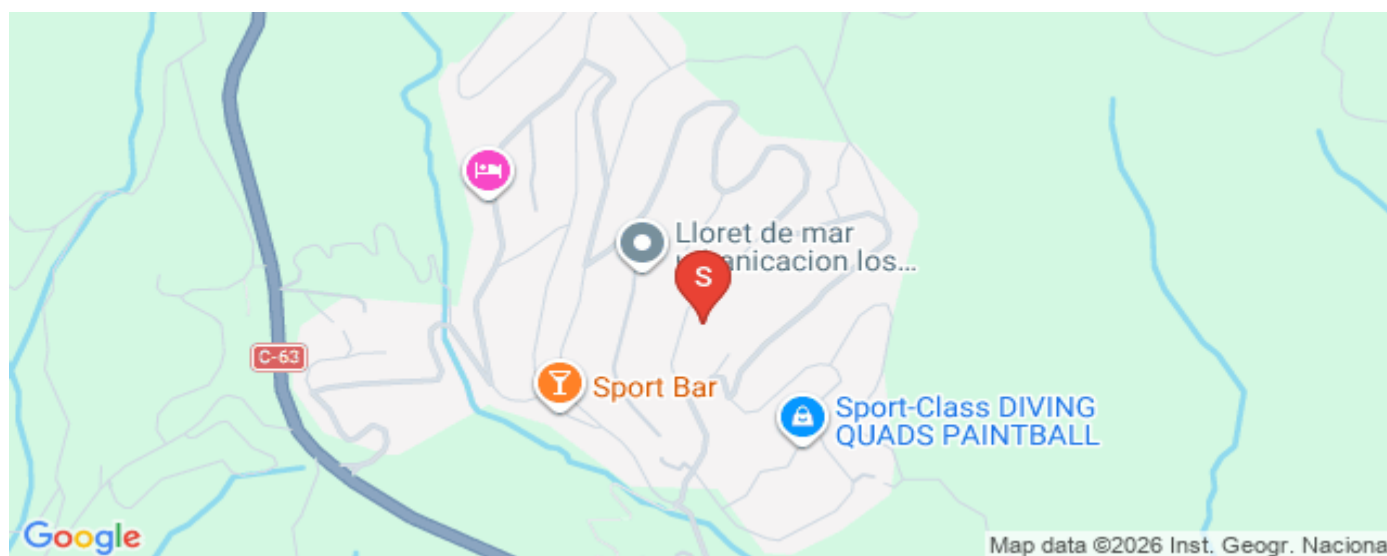 Lloret de mar
S
anicacion los...
C-63
Sport Bar
Sport-Class DIVING
QUADS PAINTBALL
Google
Map data ©2026 Inst. Geogr. Naciona